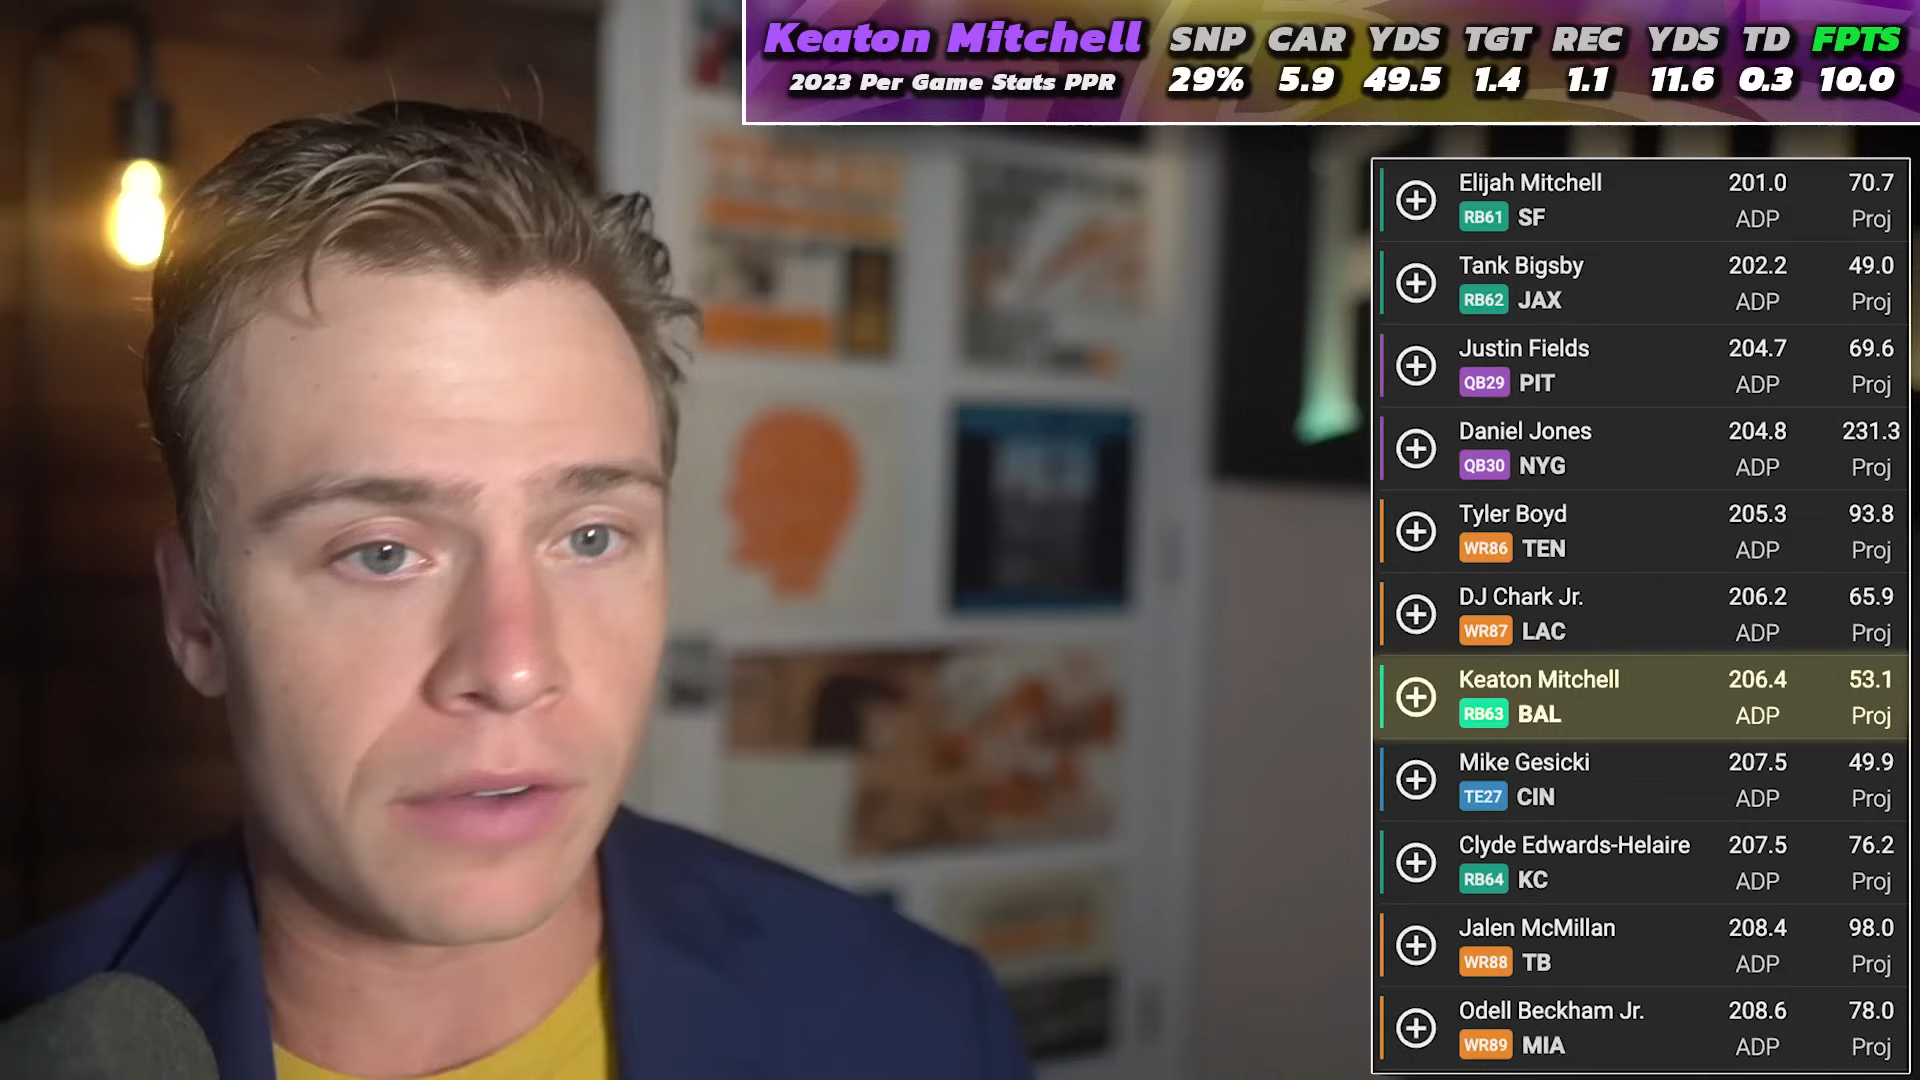 Keaton Mitchell SNP CAR YDS TGT REC YDS TD FPTS
2023 Per Game Stats PPR 29% 5.9 49.5 1.4 1.1 11.6 0.3 10.0
Elijah Mitchell 201.0 70.7
RB61 SF ADP Proj
Tank Bigsby 202.2 49.0
RB62 JAX ADP Proj
Justin Fields 204.7 69.6
QB29 PIT ADP Proj
Daniel Jones 204.8 231.3
QB30 NYG ADP Proj
Tyler Boyd 205.3 93.8
WR86 TEN ADP Proj
DJ Chark Jr. 206.2 65.9
WR87 LAC ADP Proj
Keaton Mitchell 206.4 53.1
RB63 BAL ADP Proj
Mike Gesicki 207.5 49.9
TE27 CIN ADP Proj
Clyde Edwards-Helaire 207.5 76.2
RB64 KC ADP Proj
Jalen McMillan 208.4 98.0
WR88 TB ADP Proj
Odell Beckham Jr. 208.6 78.0
WR89 MIA ADP Proj